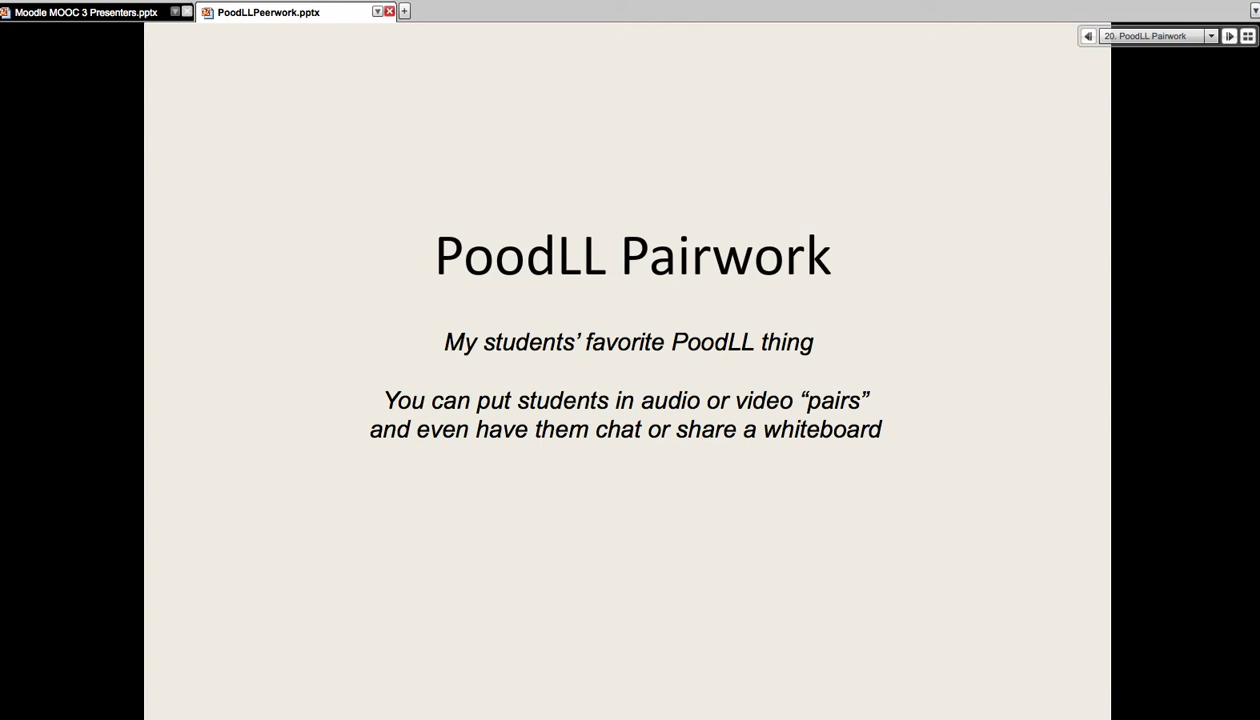 Moodle MOOC 3 Presenters.pptx
PoodLLPeerwork.pptx
20. PoodLL Pairwork
PoodLL Pairwork
My students’ favorite PoodLL thing
You can put students in audio or video “pairs”
and even have them chat or share a whiteboard